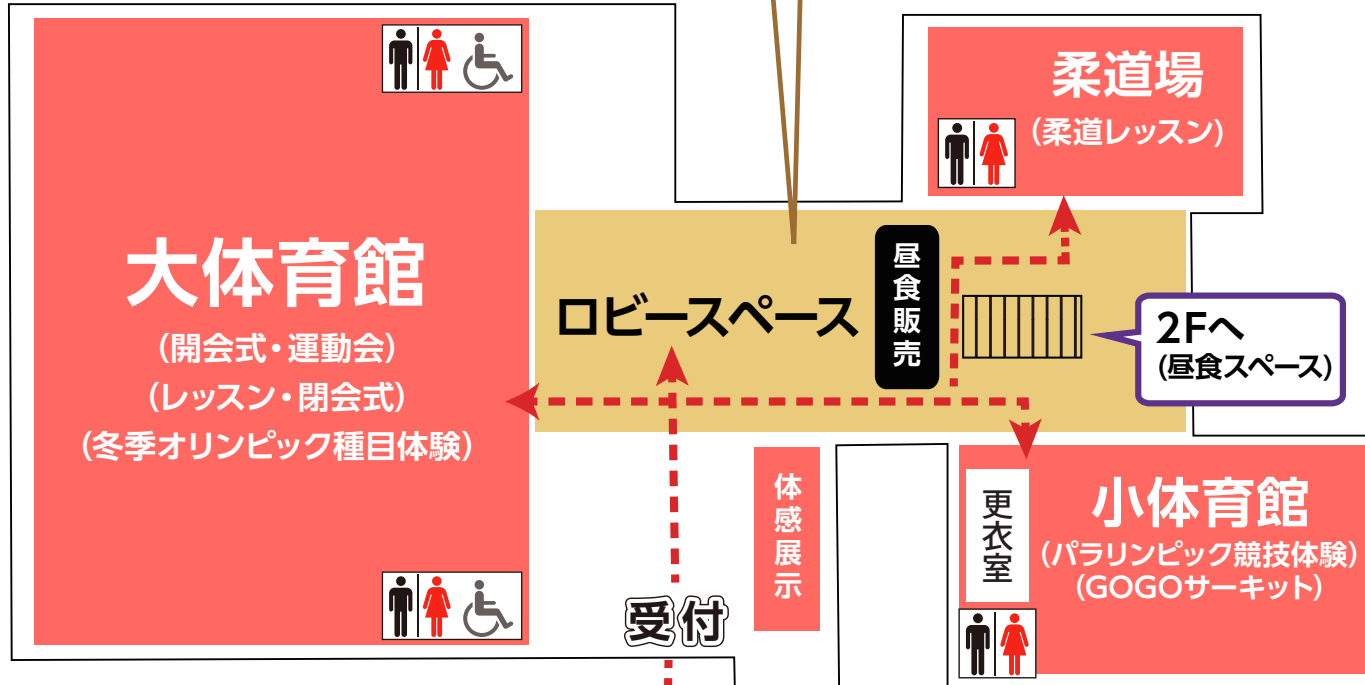 大体育館
(開会式・運動会)
(レッスン・閉会式)
(冬季オリンピック種目体験)
柔道場
(柔道レッスン)
ロビースペース
昼食販売
2Fへ
(昼食スペース)
体感展示
更衣室
小体育館
(パラリンピック競技体験)
(GOGOサーキット)
受付